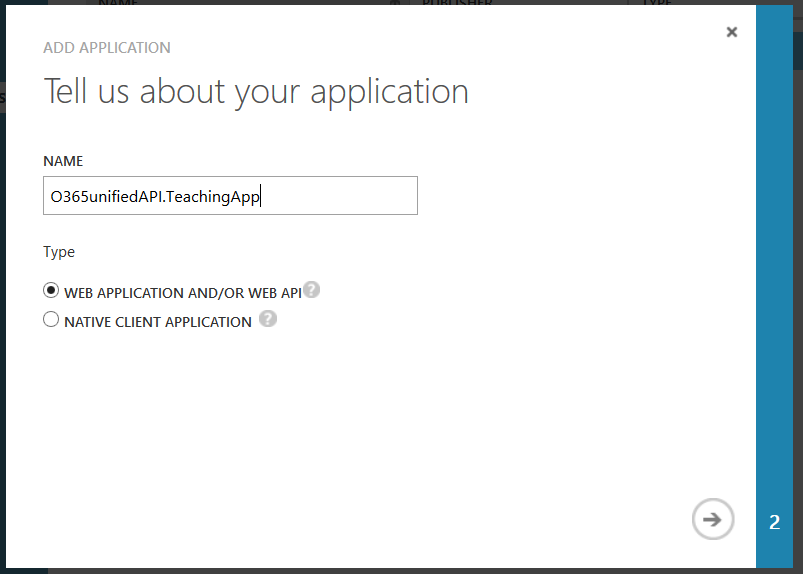 NAME PUBLISHER TYPE
ADD APPLICATION
Tell us about your application
NAME
O365unifiedAPI.TeachingApp
Type
WEB APPLICATION AND/OR WEB API ?
NATIVE CLIENT APPLICATION ?
2